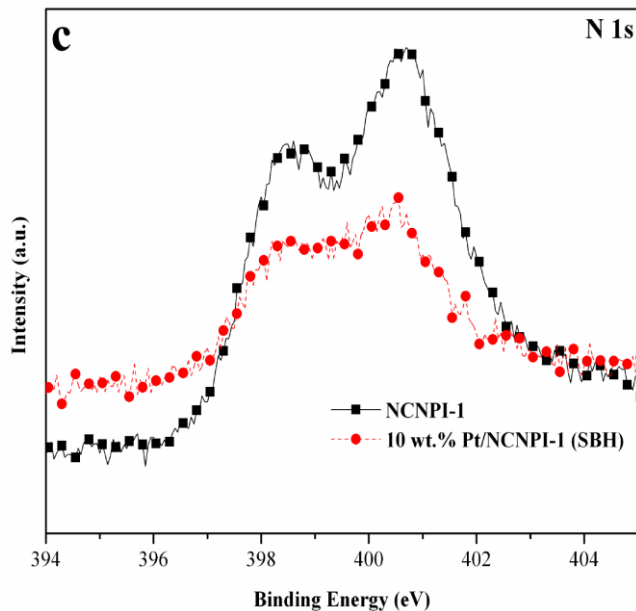 c
N 1s
Intensity (a.u.)
NCNPI-1
10 wt.% Pt/NCNPI-1 (SBH)
394 396 398 400 402 404
Binding Energy (eV)